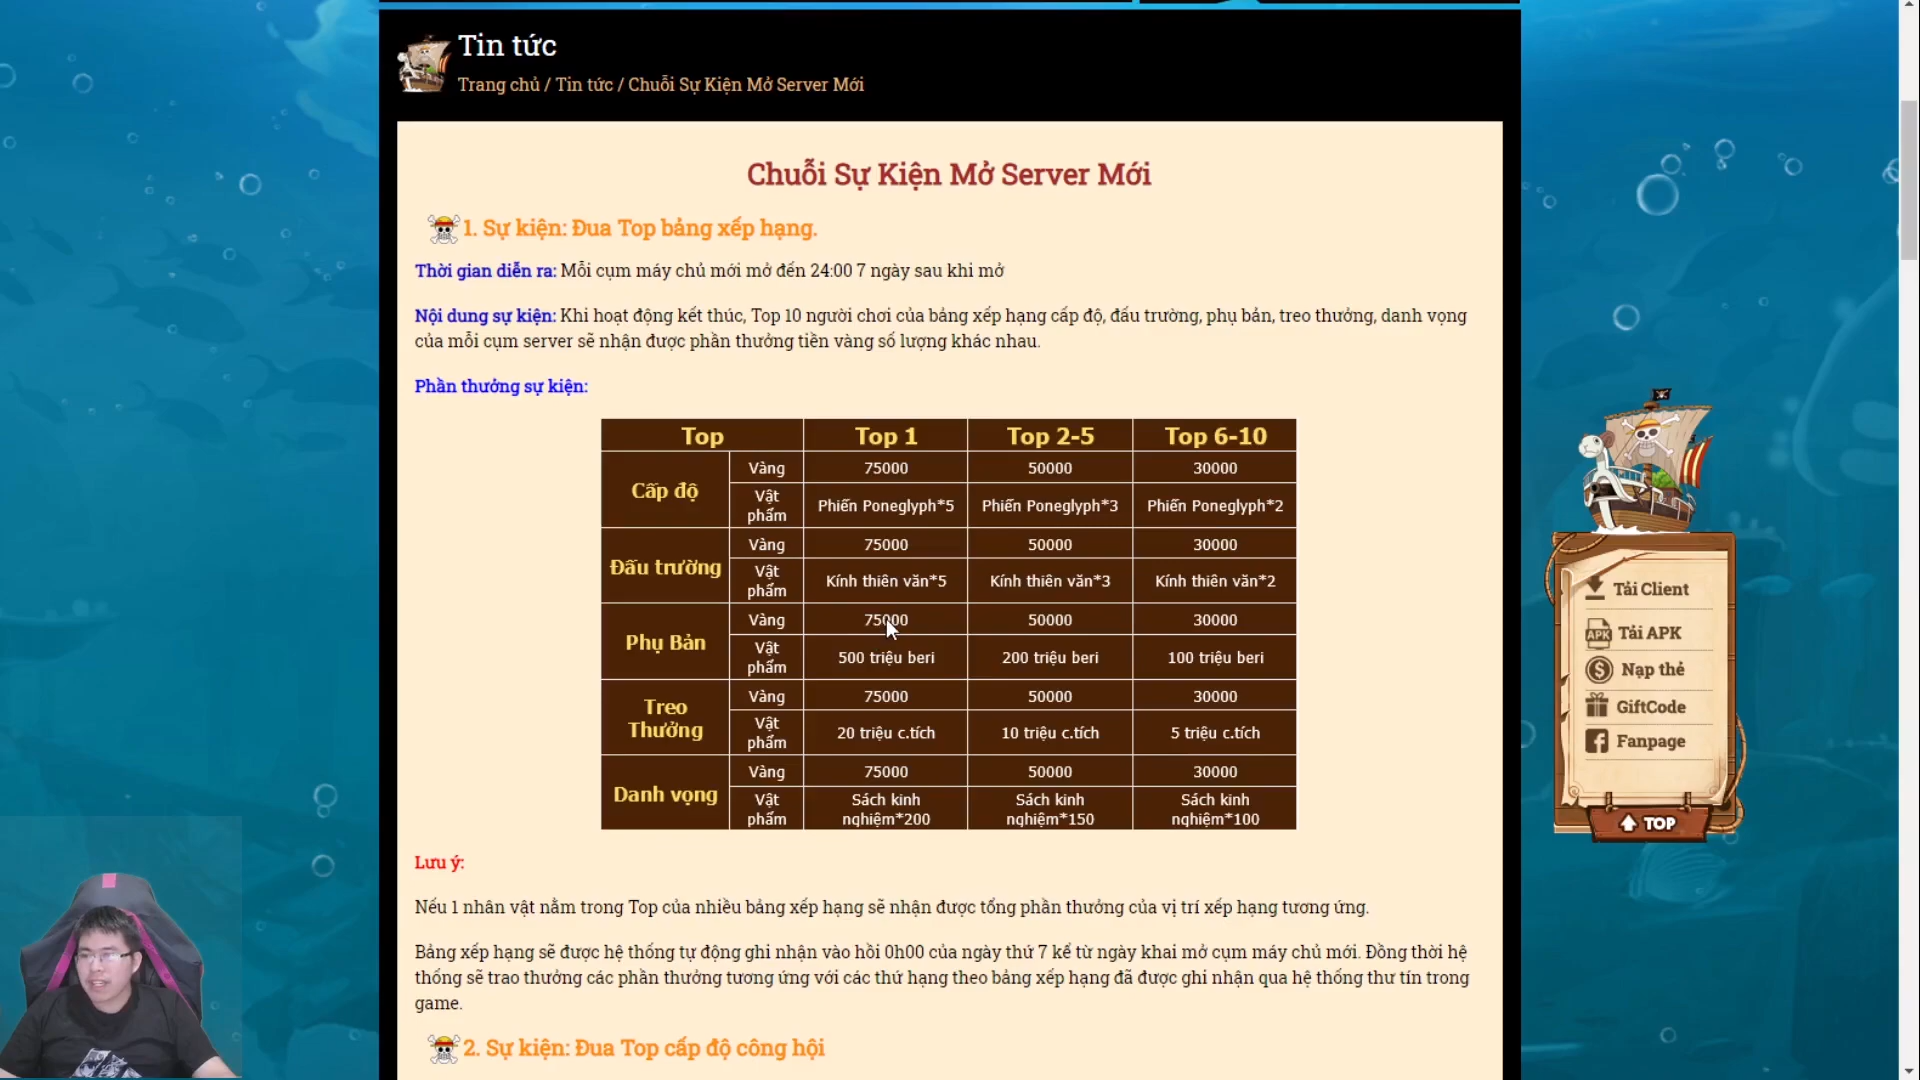 Tin tức
Trang chủ / Tin tức / Chuỗi Sự Kiện Mở Server Mới
Chuỗi Sự Kiện Mở Server Mới
1. Sự kiện: Đua Top bảng xếp hạng.
Thời gian diễn ra: Mỗi cụm máy chủ mới mở đến 24:00 7 ngày sau khi mở
Nội dung sự kiện: Khi hoạt động kết thúc, Top 10 người chơi của bảng xếp hạng cấp độ, đấu trường, phụ bản, treo thưởng, danh vọng
của mỗi cụm server sẽ nhận được phần thưởng tiền vàng số lượng khác nhau.
Phần thưởng sự kiện:
Top Top 1 Top 2-5 Top 6-10
Cấp độ
Vàng 75000 50000 30000
Vật phẩm Phiến Poneglyph*5 Phiến Poneglyph*3 Phiến Poneglyph*2
Đấu trường
Vàng 75000 50000 30000
Vật phẩm Kính thiên văn*5 Kính thiên văn*3 Kính thiên văn*2
Phụ Bản
Vàng 75000 50000 30000
Vật phẩm 500 triệu beri 200 triệu beri 100 triệu beri
Treo Thưởng
Vàng 75000 50000 30000
Vật phẩm 20 triệu c.tích 10 triệu c.tích 5 triệu c.tích
Danh vọng
Vàng 75000 50000 30000
Vật phẩm Sách kinh nghiệm*200 Sách kinh nghiệm*150 Sách kinh nghiệm*100
Lưu ý:
Nếu 1 nhân vật nằm trong Top của nhiều bảng xếp hạng sẽ nhận được tổng phần thưởng của vị trí xếp hạng tương ứng.
Bảng xếp hạng sẽ được hệ thống tự động ghi nhận vào hồi 0h00 của ngày thứ 7 kể từ ngày khai mở cụm máy chủ mới. Đồng thời hệ
thống sẽ trao thưởng các phần thưởng tương ứng với các thứ hạng theo bảng xếp hạng đã được ghi nhận qua hệ thống thư tín trong
game.
2. Sự kiện: Đua Top cấp độ công hội
Tải Client
APK Tải APK
Nạp thẻ
GiftCode
Fanpage
TOP